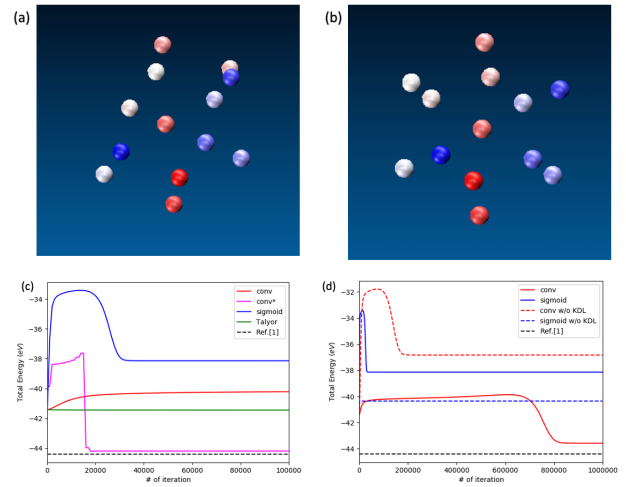 (a)
(b)
(c)
−34
−36
−38
−40
−42
−44
Total Energy (eV)
0
20000
40000
60000
80000
100000
# of iteration
conv
conv*
sigmoid
Talyor
Ref.[1]
(d)
−32
−34
−36
−38
−40
−42
−44
Total Energy (eV)
0
200000
400000
600000
800000
1000000
# of iteration
conv
sigmoid
conv w/o KDL
sigmoid w/o KDL
Ref.[1]